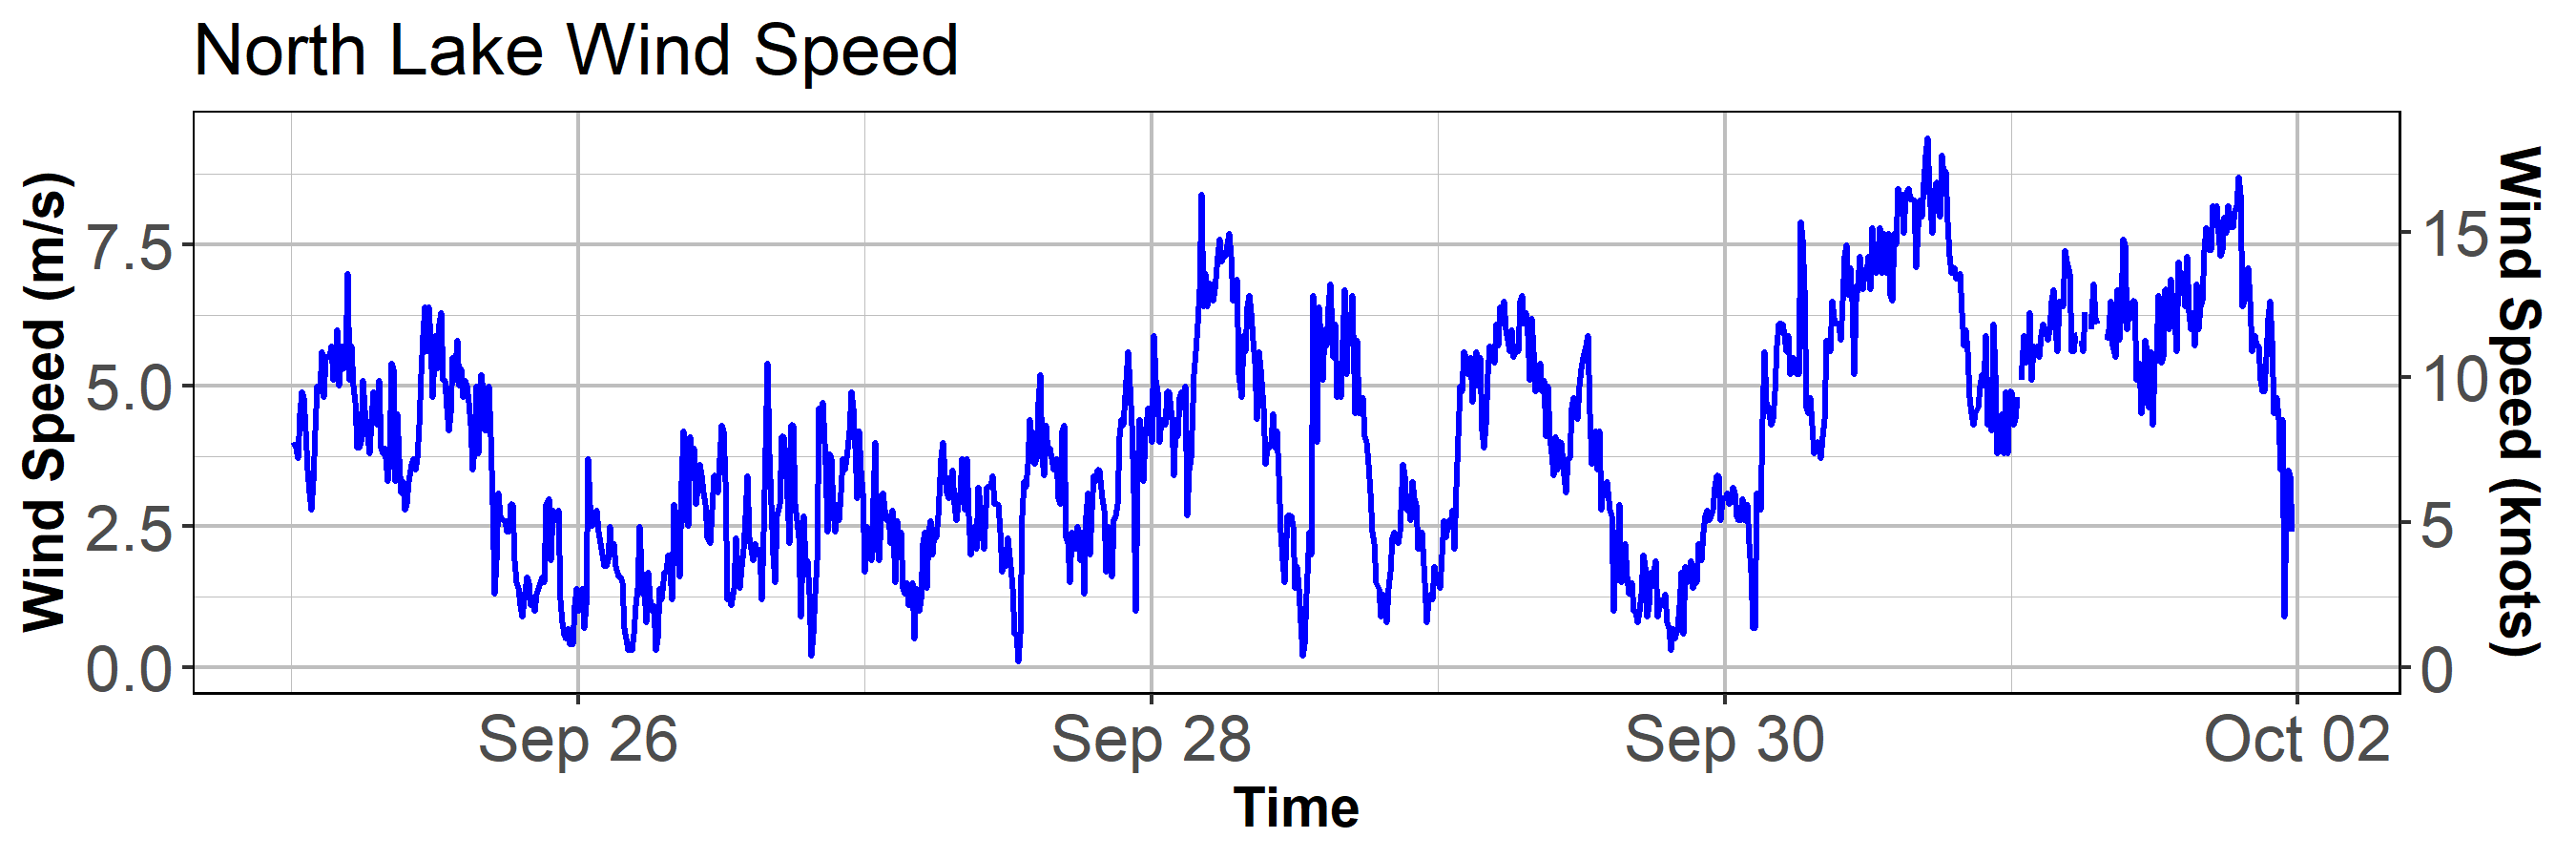 North Lake Wind Speed
Wind Speed (m/s)
7.5
5.0
2.5
0.0
15
10
5
0
Wind Speed (knots)
Sep 26
Sep 28
Sep 30
Oct 02
Time